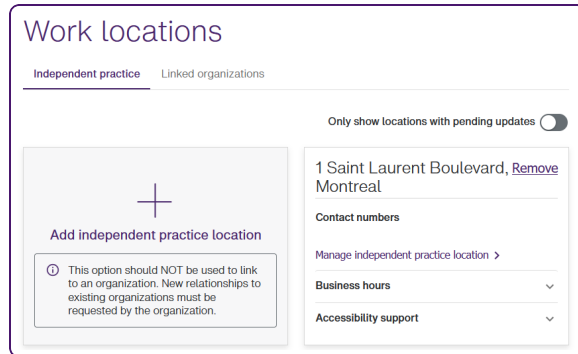 Work locations
Independent practice Linked organizations
Only show locations with pending updates
Add independent practice location
This option should NOT be used to link
to an organization. New relationships to
existing organizations must be
requested by the organization.
1 Saint Laurent Boulevard, Remove
Montreal
Contact numbers
Manage independent practice location >
Business hours
Accessibility support